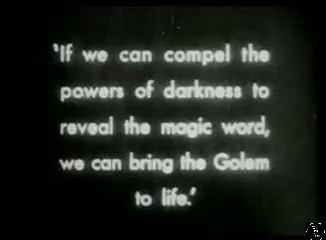 'If we can compel the
powers of darkness to
reveal the magic word,
we can bring the Golem
to life.'